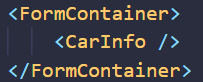 <FormContainer>
    <CarInfo />
</FormContainer>